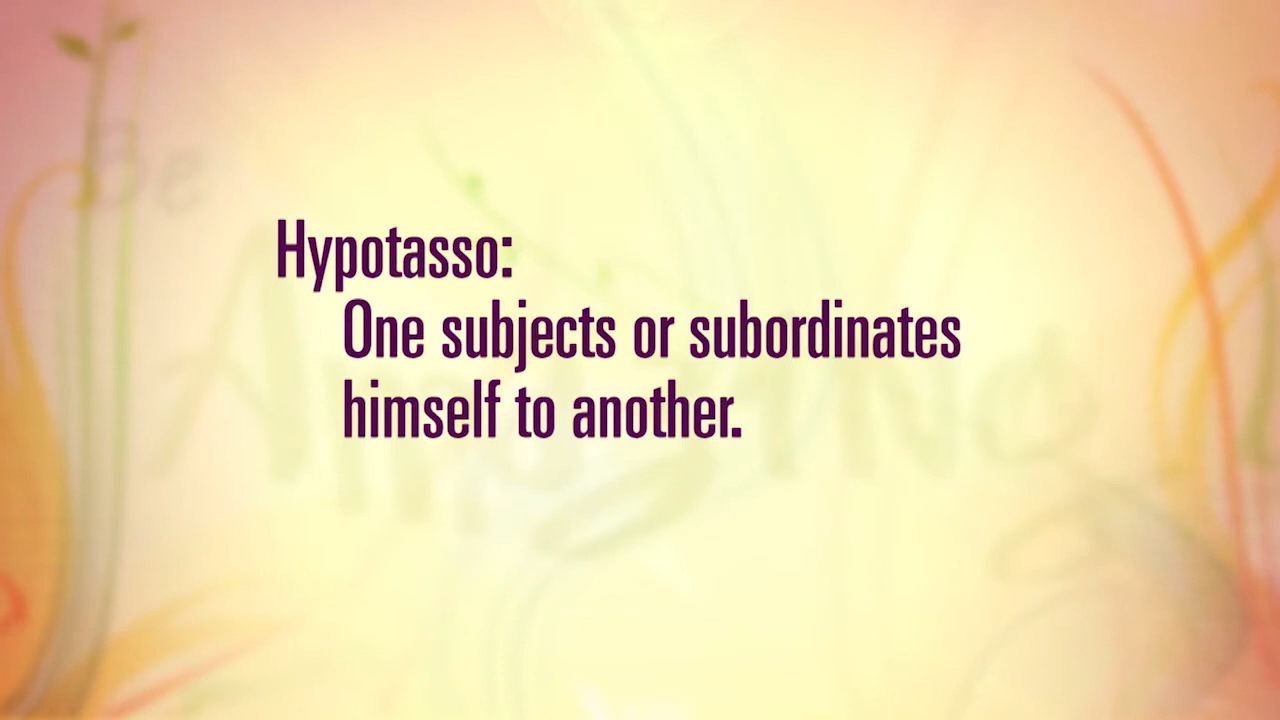 Hypotasso:
One subjects or subordinates
himself to another.